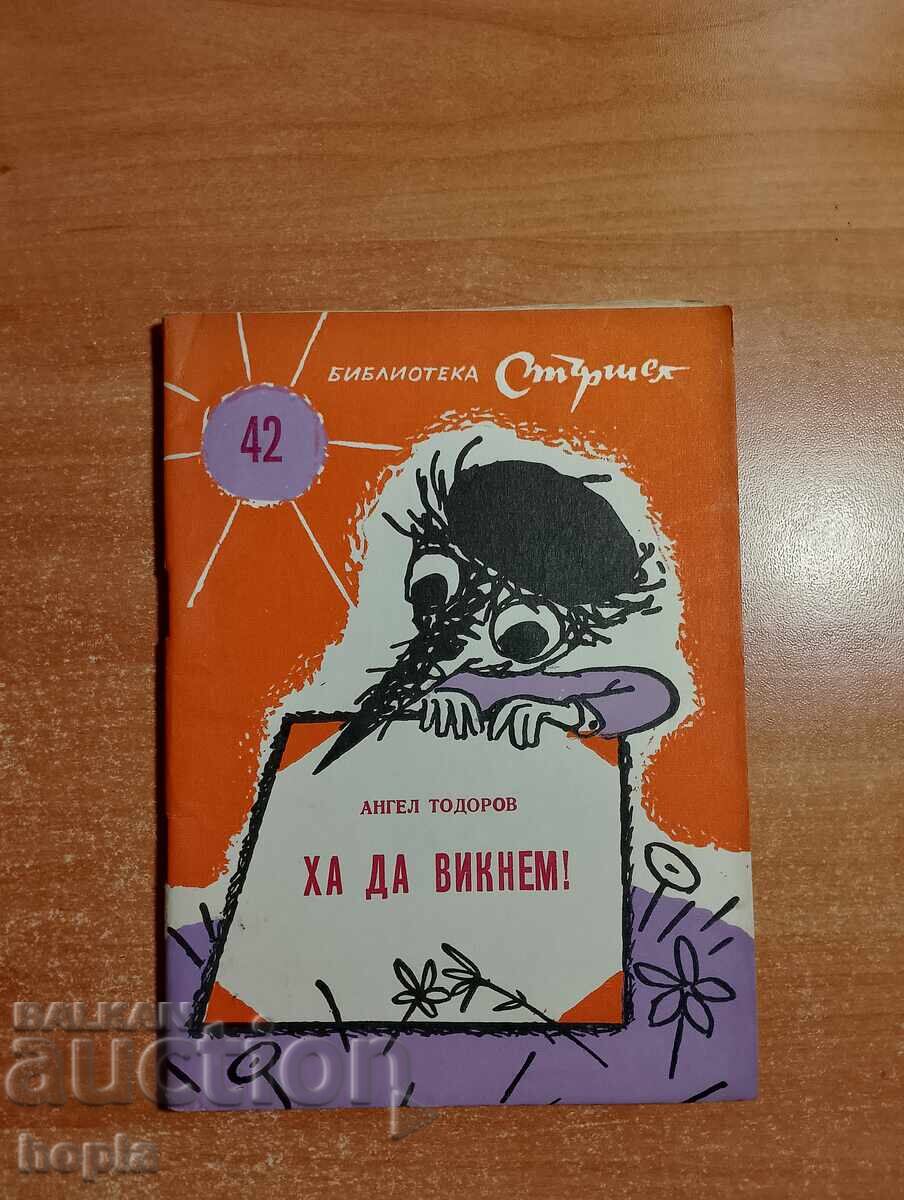 БИБЛИОТЕКА Стършел
42
АНГЕЛ ТОДОРОВ
ХА ДА ВИКНЕМ!
BALKAN
auction
hopla